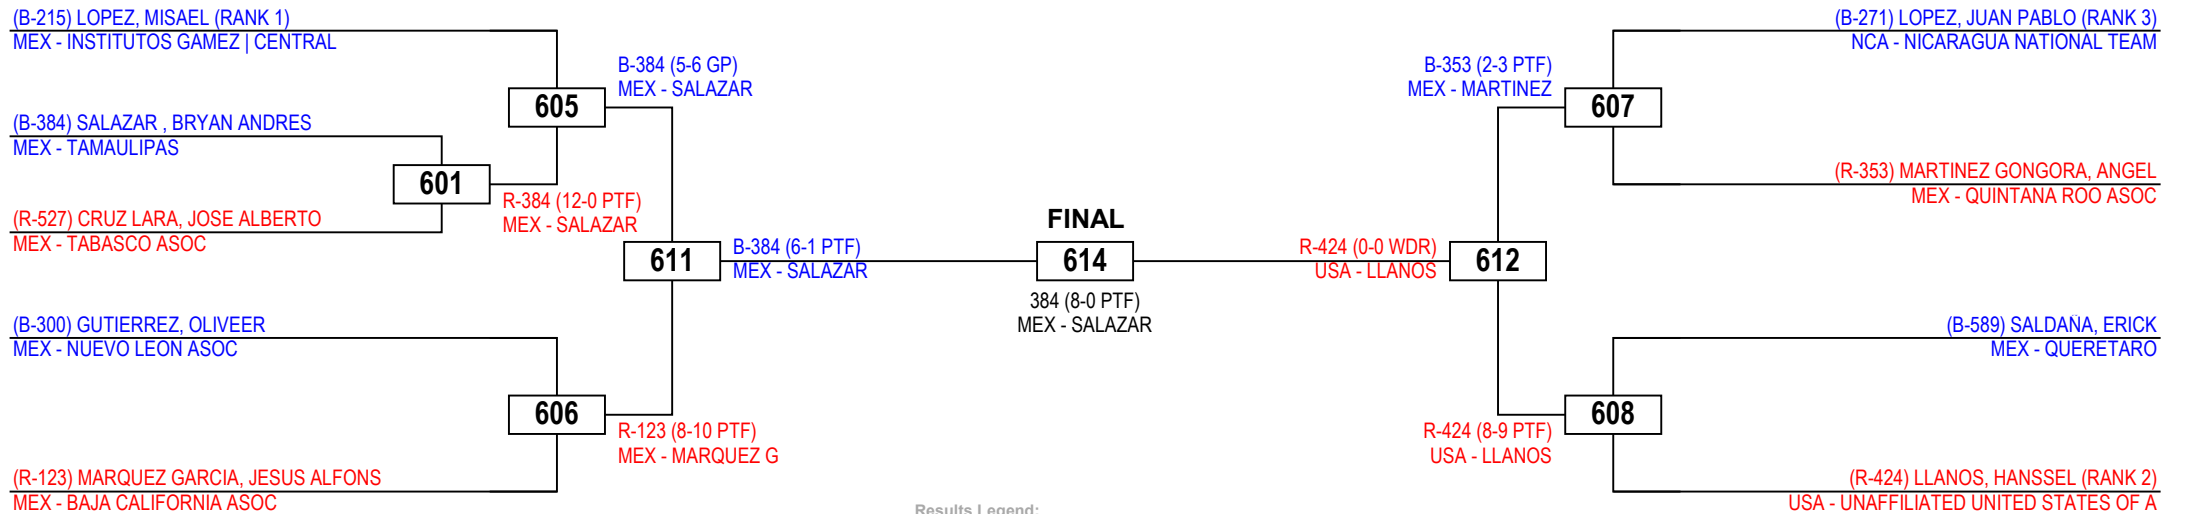 (B-215) LOPEZ, MISAEL (RANK 1)
MEX - INSTITUTOS GAMEZ | CENTRAL
(B-384) SALAZAR , BRYAN ANDRES
MEX - TAMAULIPAS
(R-527) CRUZ LARA, JOSE ALBERTO
MEX - TABASCO ASOC
(B-300) GUTIERREZ, OLIVEER
MEX - NUEVO LEON ASOC
(R-123) MARQUEZ GARCIA, JESUS ALFONS
MEX - BAJA CALIFORNIA ASOC
601
R-384 (12-0 PTF)
MEX - SALAZAR
605
B-384 (5-6 GP)
MEX - SALAZAR
606
R-123 (8-10 PTF)
MEX - MARQUEZ G
611
B-384 (6-1 PTF)
MEX - SALAZAR
FINAL
614
384 (8-0 PTF)
MEX - SALAZAR
R-424 (0-0 WDR)
USA - LLANOS
612
B-353 (2-3 PTF)
MEX - MARTINEZ
607
R-424 (8-9 PTF)
USA - LLANOS
608
(B-271) LOPEZ, JUAN PABLO (RANK 3)
NCA - NICARAGUA NATIONAL TEAM
(R-353) MARTINEZ GONGORA, ANGEL
MEX - QUINTANA ROO ASOC
(B-589) SALDAÑA, ERICK
MEX - QUERETARO
(R-424) LLANOS, HANSSEL (RANK 2)
USA - UNAFFILIATED UNITED STATES OF A
Results Legend: